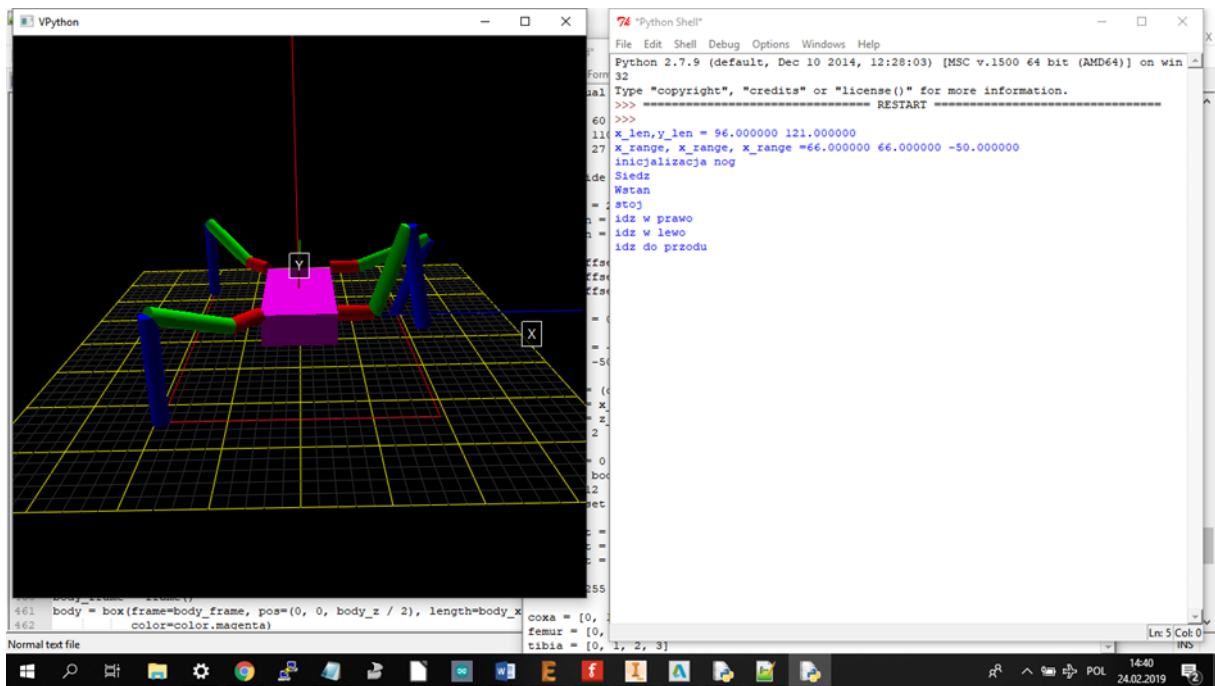 VPython
Y
X
461 body = box(frame=body_frame, pos=(0, 0, body_z / 2), length=body_x
462 color=color.magenta)
Normal text file
*Python Shell*
File Edit Shell Debug Options Windows Help
Python 2.7.9 (default, Dec 10 2014, 12:28:03) [MSC v.1500 64 bit (AMD64)] on win
32
Type "copyright", "credits" or "license()" for more information.
>>> ================================ RESTART ================================
>>>
x_len,y_len = 96.000000 121.000000
x_range, x_range, x_range =66.000000 66.000000 -50.000000
inicjalizacja nog
Siedz
Wstan
stoj
idz w prawo
idz w lewo
idz do przodu
Ln: 5 Col: 0
coxa = [0,
femur = [0,
tibia = [0, 1, 2, 3]
INS
POL
14:40
24.02.2019
2